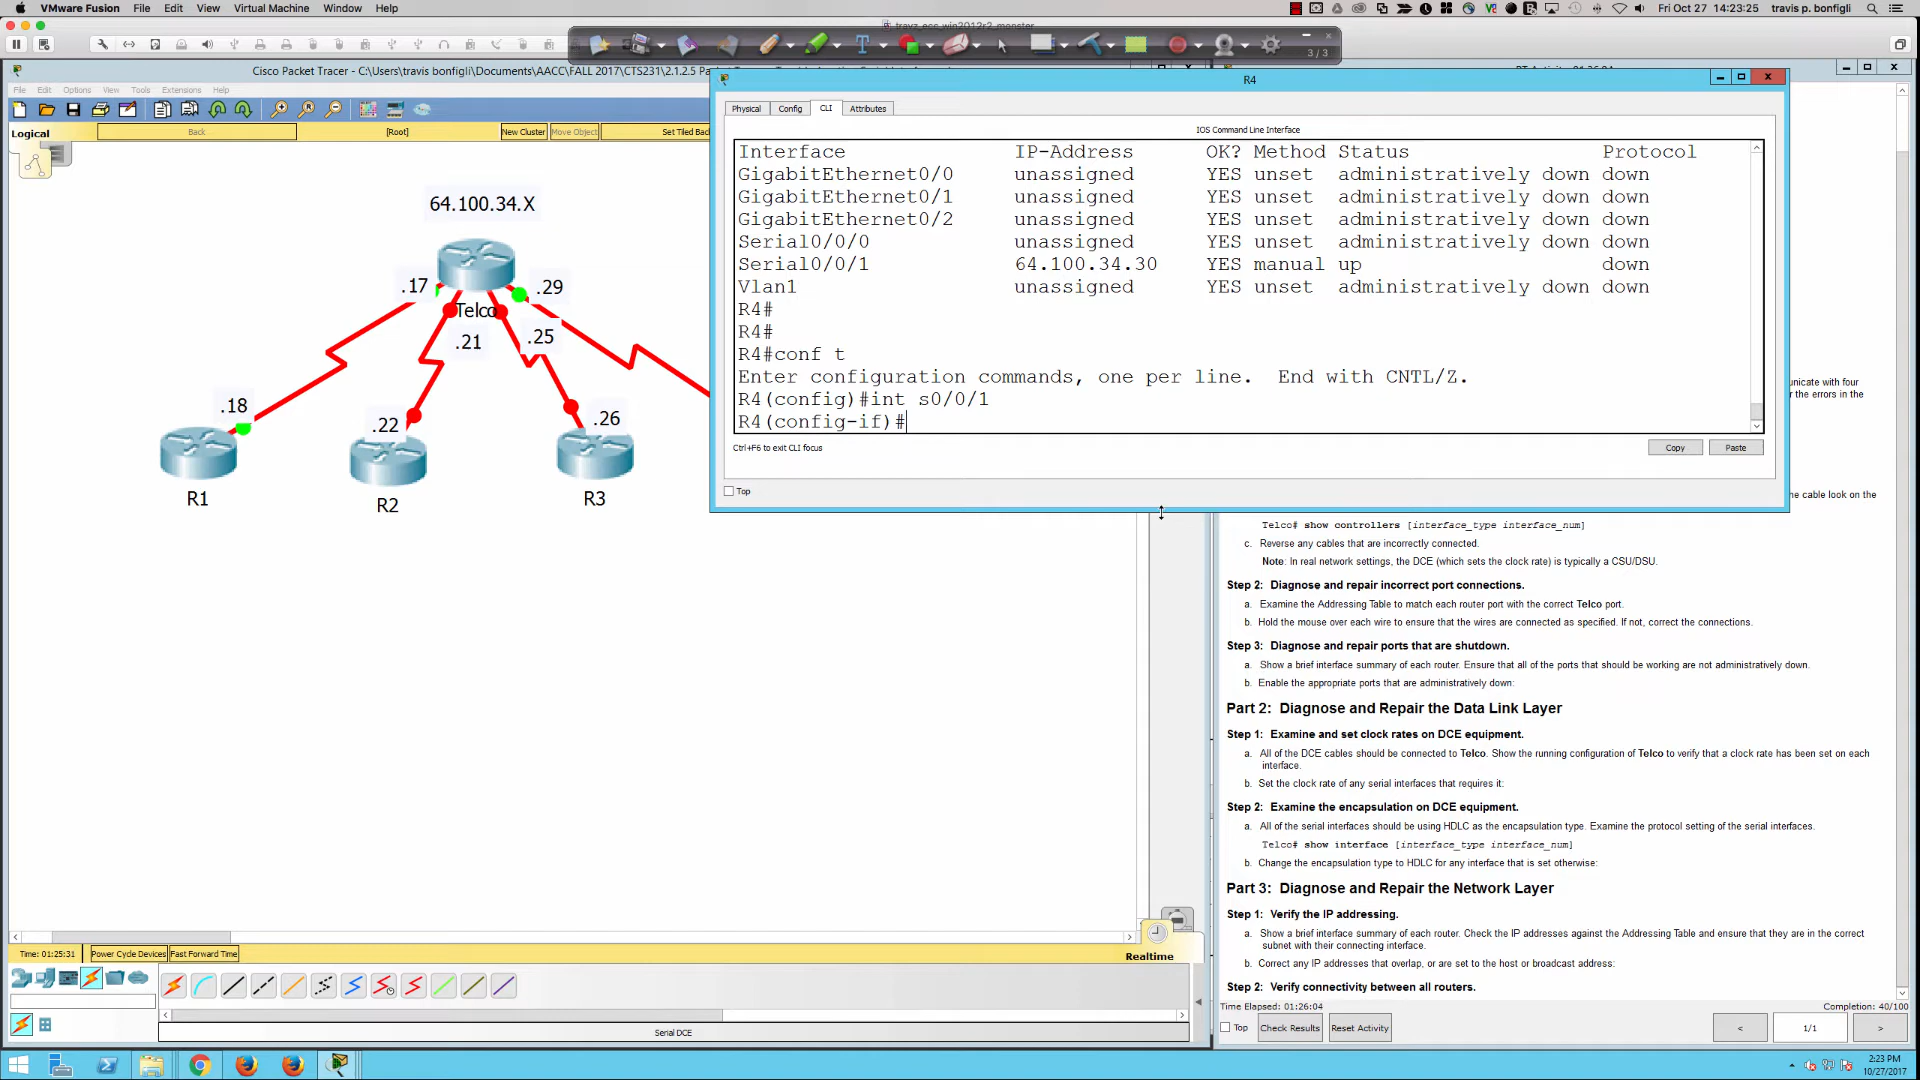 VMware Fusion File Edit View Virtual Machine Window Help
Fri Oct 27 14:23:25 travis p. bonfigli
travz_ecc_win2012r2_monster
3 / 3
Cisco Packet Tracer - C:\Users\travis bonfigli\Documents\AACC\FALL 2017\CTS231\2.1.2.5 Packet
File Edit Options View Tools Extensions Help
Logical Back [Root] New Cluster Move Object Set Tiled Back
64.100.34.X
.17
.29
Telco
.21
.25
.18
.22
.26
R1
R2
R3
R4
Physical Config CLI Attributes
IOS Command Line Interface
Interface IP-Address OK? Method Status Protocol
GigabitEthernet0/0 unassigned YES unset administratively down down
GigabitEthernet0/1 unassigned YES unset administratively down down
GigabitEthernet0/2 unassigned YES unset administratively down down
Serial0/0/0 unassigned YES unset administratively down down
Serial0/0/1 64.100.34.30 YES manual up down
Vlan1 unassigned YES unset administratively down down
R4#
R4#
R4#conf t
Enter configuration commands, one per line. End with CNTL/Z.
R4(config)#int s0/0/1
R4(config-if)#
Ctrl+F6 to exit CLI focus
Copy Paste
Top
unicate with four
r the errors in the
he cable look on the
Telco# show controllers [interface_type interface_num]
c. Reverse any cables that are incorrectly connected.
Note: In real network settings, the DCE (which sets the clock rate) is typically a CSU/DSU.
Step 2: Diagnose and repair incorrect port connections.
a. Examine the Addressing Table to match each router port with the correct Telco port.
b. Hold the mouse over each wire to ensure that the wires are connected as specified. If not, correct the connections.
Step 3: Diagnose and repair ports that are shutdown.
a. Show a brief interface summary of each router. Ensure that all of the ports that should be working are not administratively down.
b. Enable the appropriate ports that are administratively down:
Part 2: Diagnose and Repair the Data Link Layer
Step 1: Examine and set clock rates on DCE equipment.
a. All of the DCE cables should be connected to Telco. Show the running configuration of Telco to verify that a clock rate has been set on each
interface.
b. Set the clock rate of any serial interfaces that requires it:
Step 2: Examine the encapsulation on DCE equipment.
a. All of the serial interfaces should be using HDLC as the encapsulation type. Examine the protocol setting of the serial interfaces.
Telco# show interface [interface_type interface_num]
b. Change the encapsulation type to HDLC for any interface that is set otherwise:
Part 3: Diagnose and Repair the Network Layer
Step 1: Verify the IP addressing.
a. Show a brief interface summary of each router. Check the IP addresses against the Addressing Table and ensure that they are in the correct
subnet with their connecting interface.
b. Correct any IP addresses that overlap, or are set to the host or broadcast address:
Step 2: Verify connectivity between all routers.
Time Elapsed: 01:26:04 Completion: 40/100
Top Check Results Reset Activity < 1/1 >
Time: 01:25:31 Power Cycle Devices Fast Forward Time
Realtime
Serial DCE
2:23 PM
10/27/2017